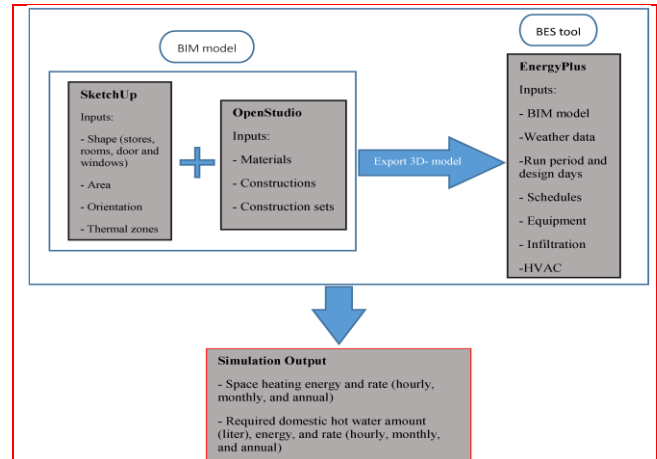 BIM model
BES tool
SketchUp
Inputs:
- Shape (stores,
rooms, door and
windows)
- Area
- Orientation
- Thermal zones
OpenStudio
Inputs:
- Materials
- Constructions
- Construction sets
Export 3D- model
EnergyPlus
Inputs:
- BIM model
-Weather data
-Run period and
design days
- Schedules
- Equipment
- Infiltration
-HVAC
Simulation Output
- Space heating energy and rate (hourly,
monthly, and annual)
- Required domestic hot water amount
(liter), energy, and rate (hourly, monthly,
and annual)